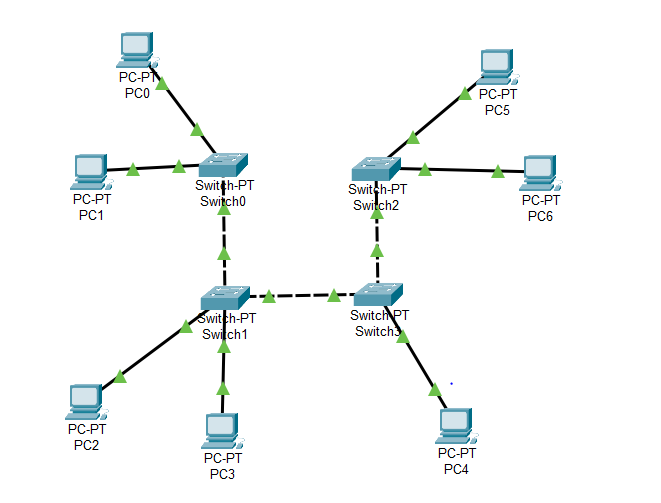 PC-PT
PC0
PC-PT
PC5
PC-PT
PC1
Switch-PT
Switch0
Switch-PT
Switch2
PC-PT
PC6
Switch-PT
Switch1
Switch-PT
Switch3
PC-PT
PC2
PC-PT
PC3
PC-PT
PC4